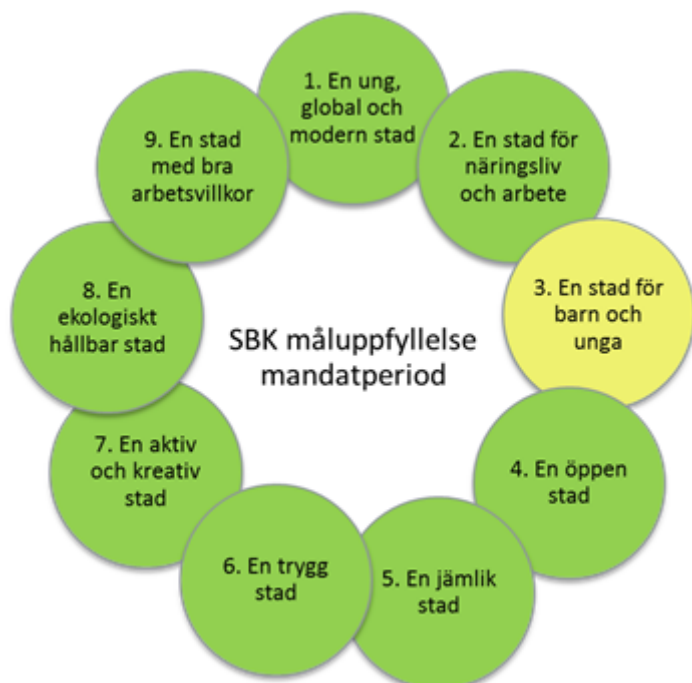 1. En ung,
global och
modern stad
2. En stad för
näringsliv
och arbete
3. En stad för
barn och
unga
4. En öppen
stad
5. En jämlik
stad
6. En trygg
stad
7. En aktiv
och kreativ
stad
8. En
ekologiskt
hållbar stad
9. En stad
med bra
arbetsvillkor
SBK måluppfyllelse
mandatperiod